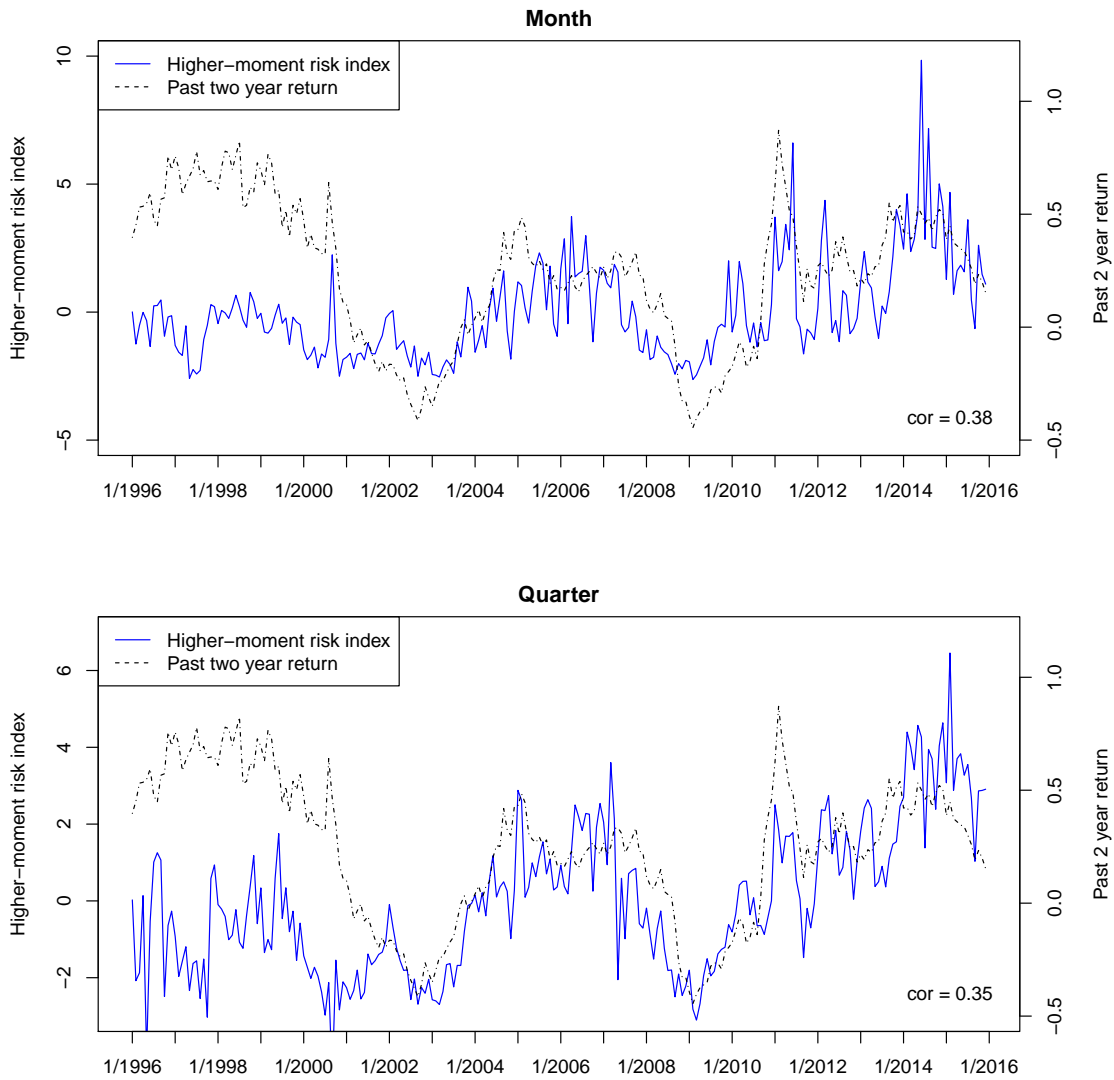 Month
Higher−moment risk index
Past two year return
10
5
0
−5
Higher−moment risk index
1.0
0.5
0.0
−0.5
Past 2 year return
cor = 0.38
1/1996 1/1998 1/2000 1/2002 1/2004 1/2006 1/2008 1/2010 1/2012 1/2014 1/2016
Quarter
Higher−moment risk index
Past two year return
6
4
2
0
−2
Higher−moment risk index
1.0
0.5
0.0
−0.5
Past 2 year return
cor = 0.35
1/1996 1/1998 1/2000 1/2002 1/2004 1/2006 1/2008 1/2010 1/2012 1/2014 1/2016